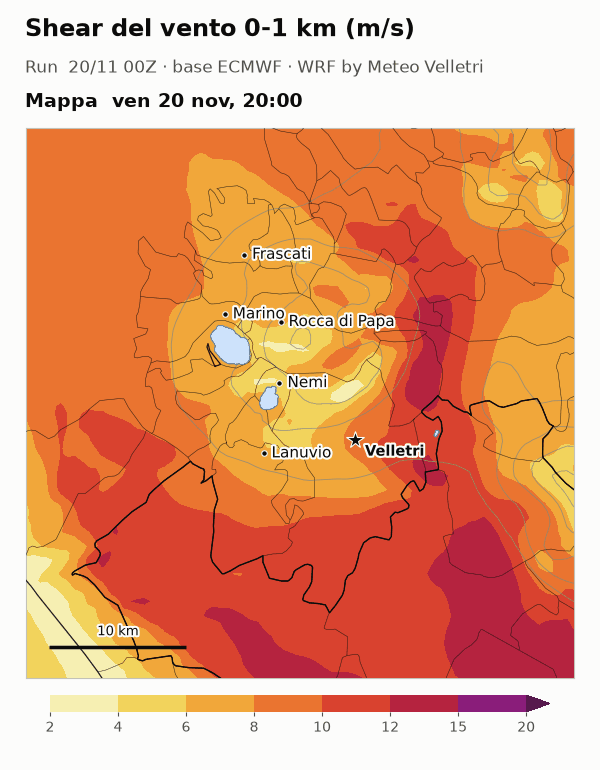 Shear del vento 0-1 km (m/s)
Run  20/11 00Z · base ECMWF · WRF by Meteo Velletri
Mappa  ven 20 nov, 20:00
Frascati
Marino
Rocca di Papa
Nemi
Velletri
Lanuvio
10 km
2 4 6 8 10 12 15 20